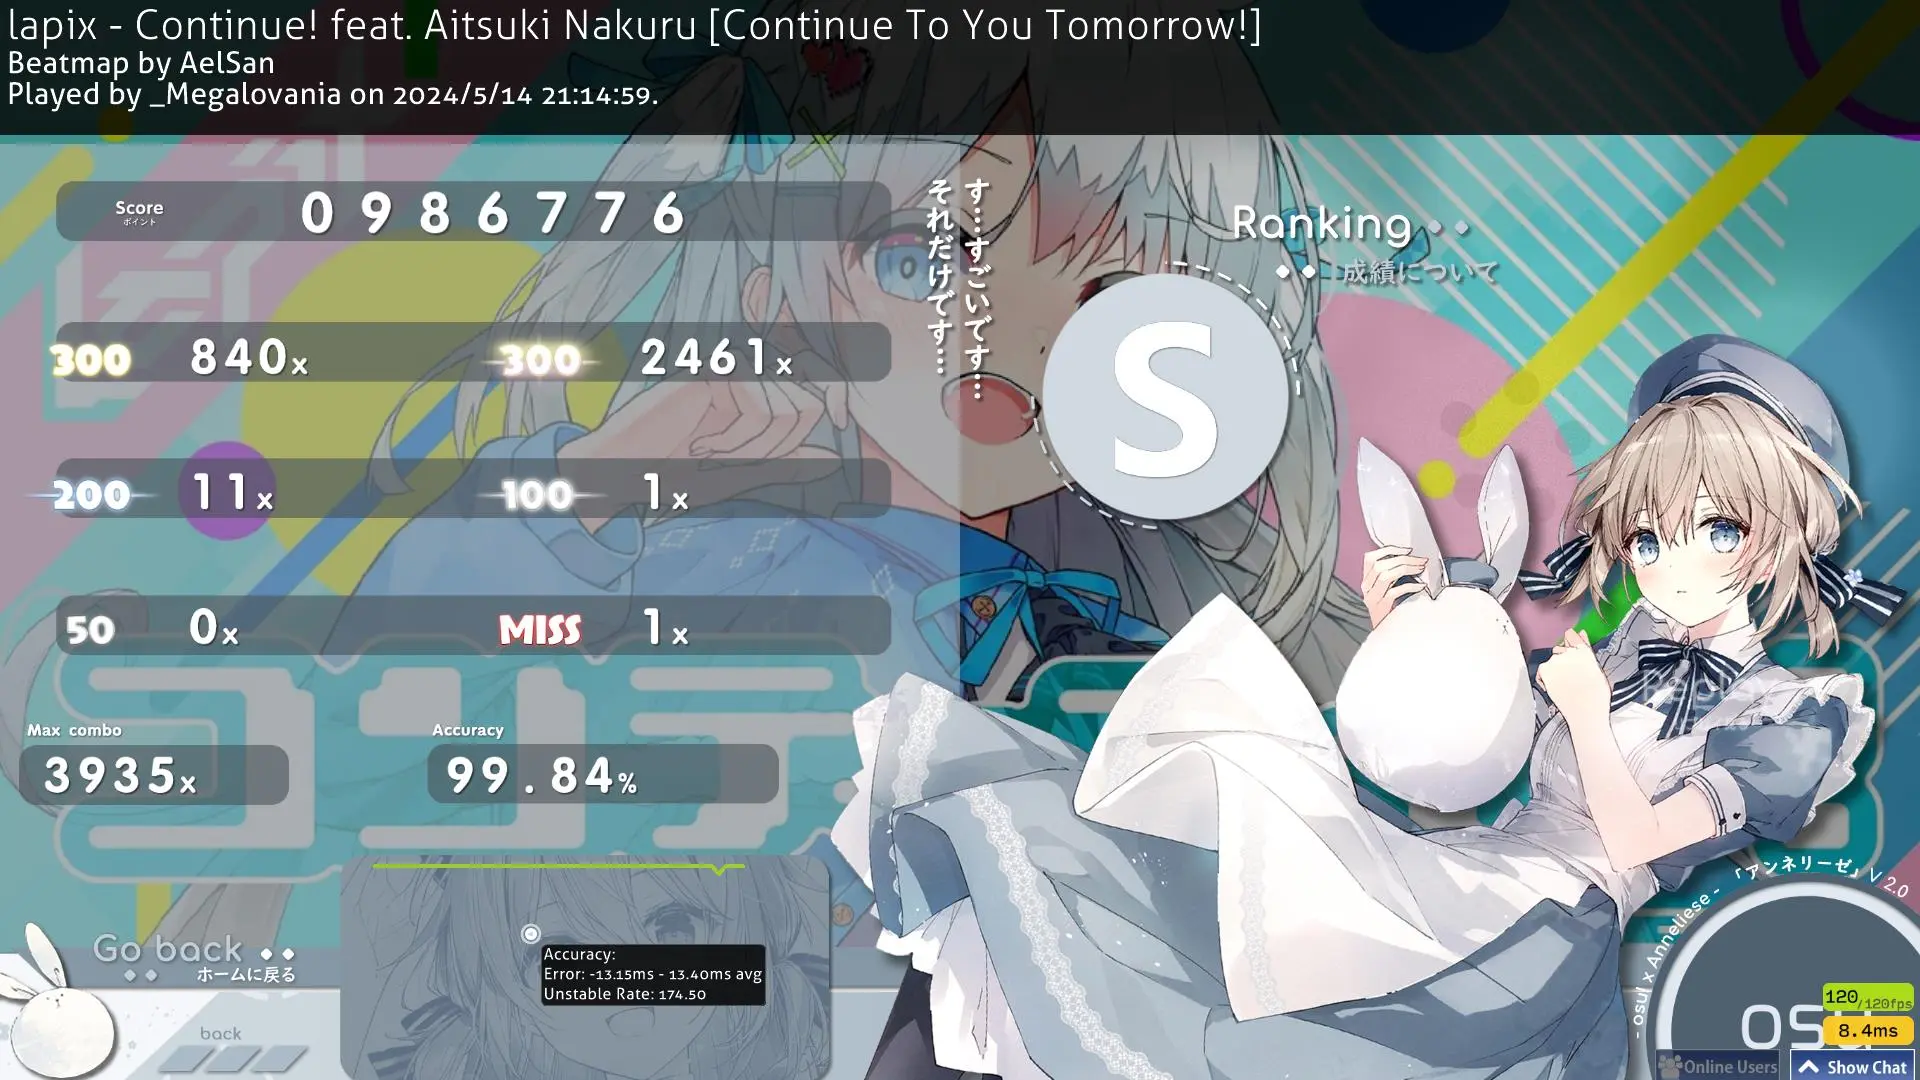 lapix - Continue! feat. Aitsuki Nakuru [Continue To You Tomorrow!]
Beatmap by AelSan
Played by _Megalovania on 2024/5/14 21:14:59.
Score
ポイント
0986776
す…すごいです…
それだけです…
Ranking
成績について
S
300 840x 300 2461x
200 11x 100 1x
50 0x MISS 1x
Max combo
3935x
Accuracy
99.84%
Replay
Go back
ホームに戻る
back
Accuracy:
Error: -13.15ms - 13.40ms avg
Unstable Rate: 174.50
- osu! x Anneliese - 「アンネリーゼ」 V 2.0
osu
120/120fps
8.4ms
Online Users
Show Chat